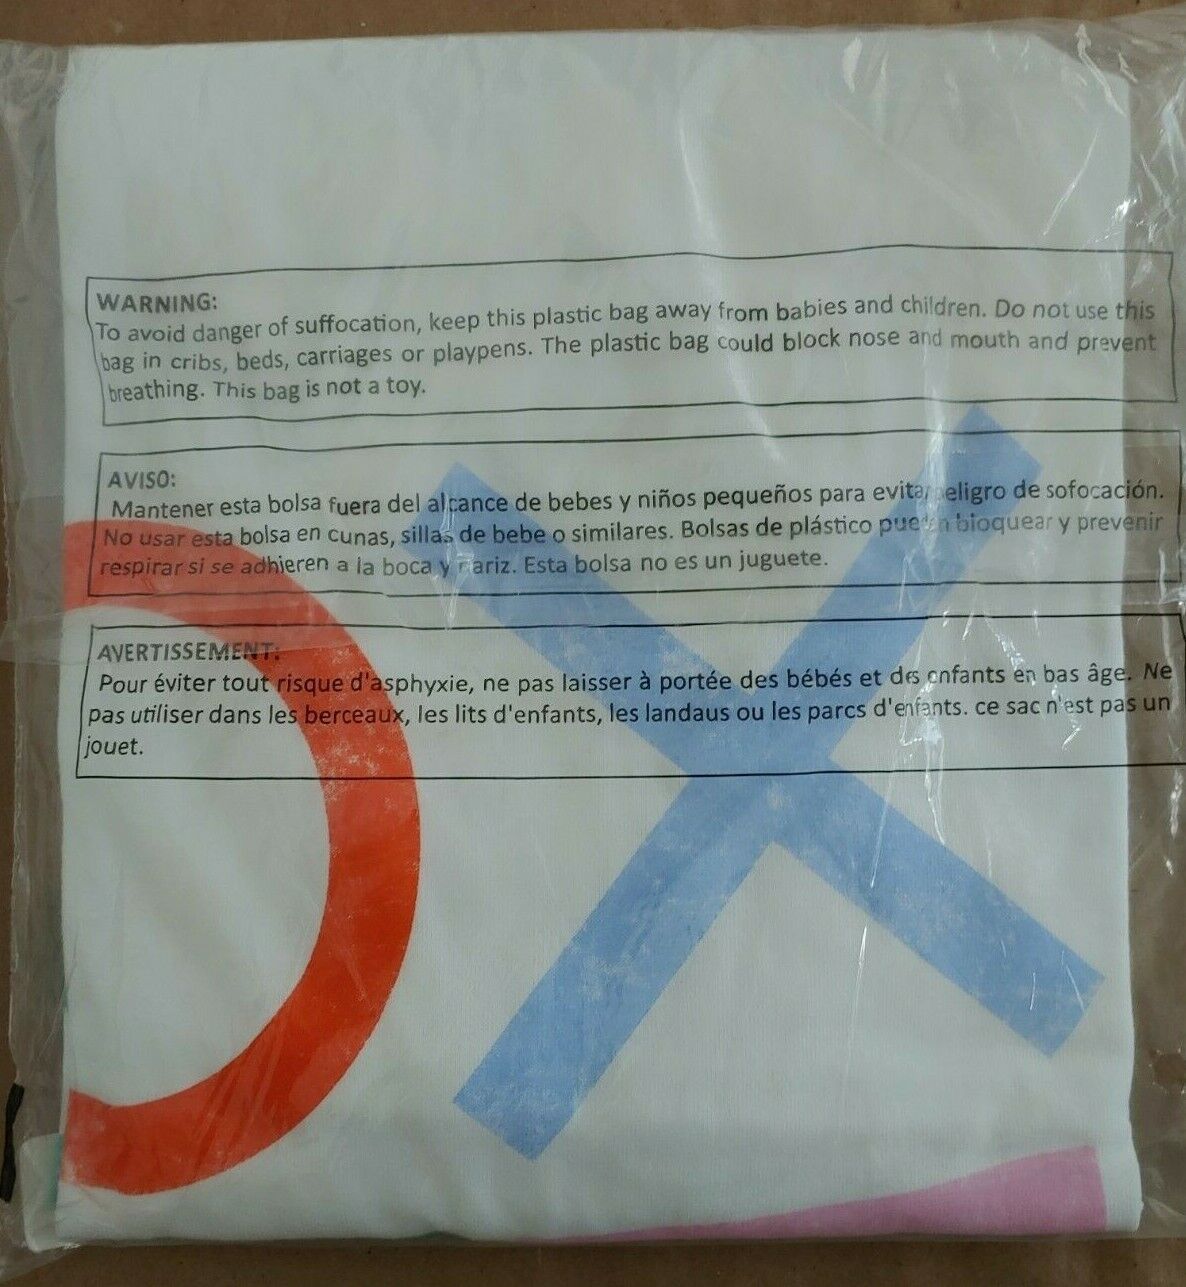 WARNING:
To avoid danger of suffocation, keep this plastic bag away from babies and children. Do not use this
bag in cribs, beds, carriages or playpens. The plastic bag could block nose and mouth and prevent
breathing. This bag is not a toy.
AVISO:
Mantener esta bolsa fuera del alcance de bebes y niños pequeños para evitar peligro de sofocación.
No usar esta bolsa en cunas, sillas de bebe o similares. Bolsas de plástico pueden bloquear y prevenir
respirar si se adhieren a la boca y nariz. Esta bolsa no es un juguete.
AVERTISSEMENT:
Pour éviter tout risque d'asphyxie, ne pas laisser à portée des bébés et des enfants en bas âge. Ne
pas utiliser dans les berceaux, les lits d'enfants, les landaus ou les parcs d'enfants. ce sac n'est pas un
jouet.